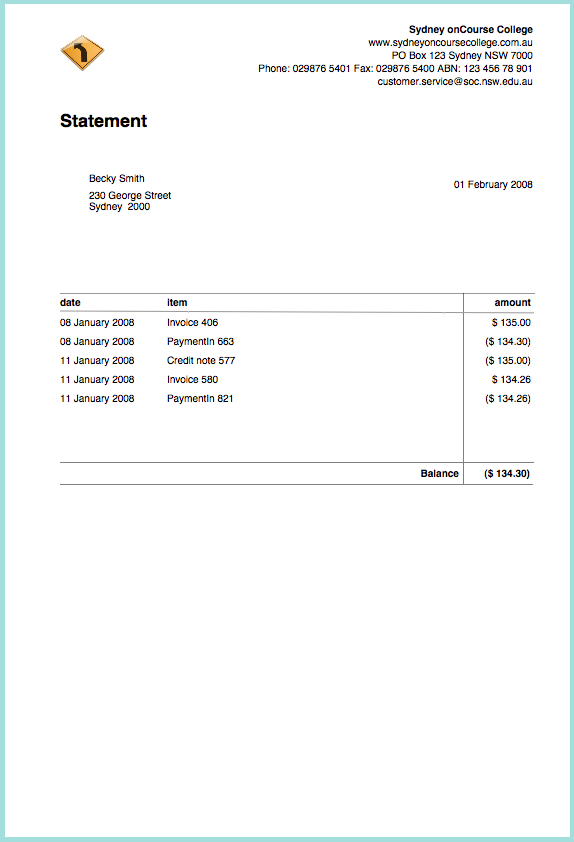 Sydney onCourse College
www.sydneyoncoursecollege.com.au
PO Box 123 Sydney NSW 7000
Phone: 029876 5401 Fax: 029876 5400 ABN: 123 456 78 901
customer.service@soc.nsw.edu.au
Statement
Becky Smith
01 February 2008
230 George Street
Sydney 2000
date item amount
08 January 2008 Invoice 406 $ 135.00
08 January 2008 PaymentIn 663 ($ 134.30)
11 January 2008 Credit note 577 ($ 135.00)
11 January 2008 Invoice 580 $ 134.26
11 January 2008 PaymentIn 821 ($ 134.26)
Balance ($ 134.30)